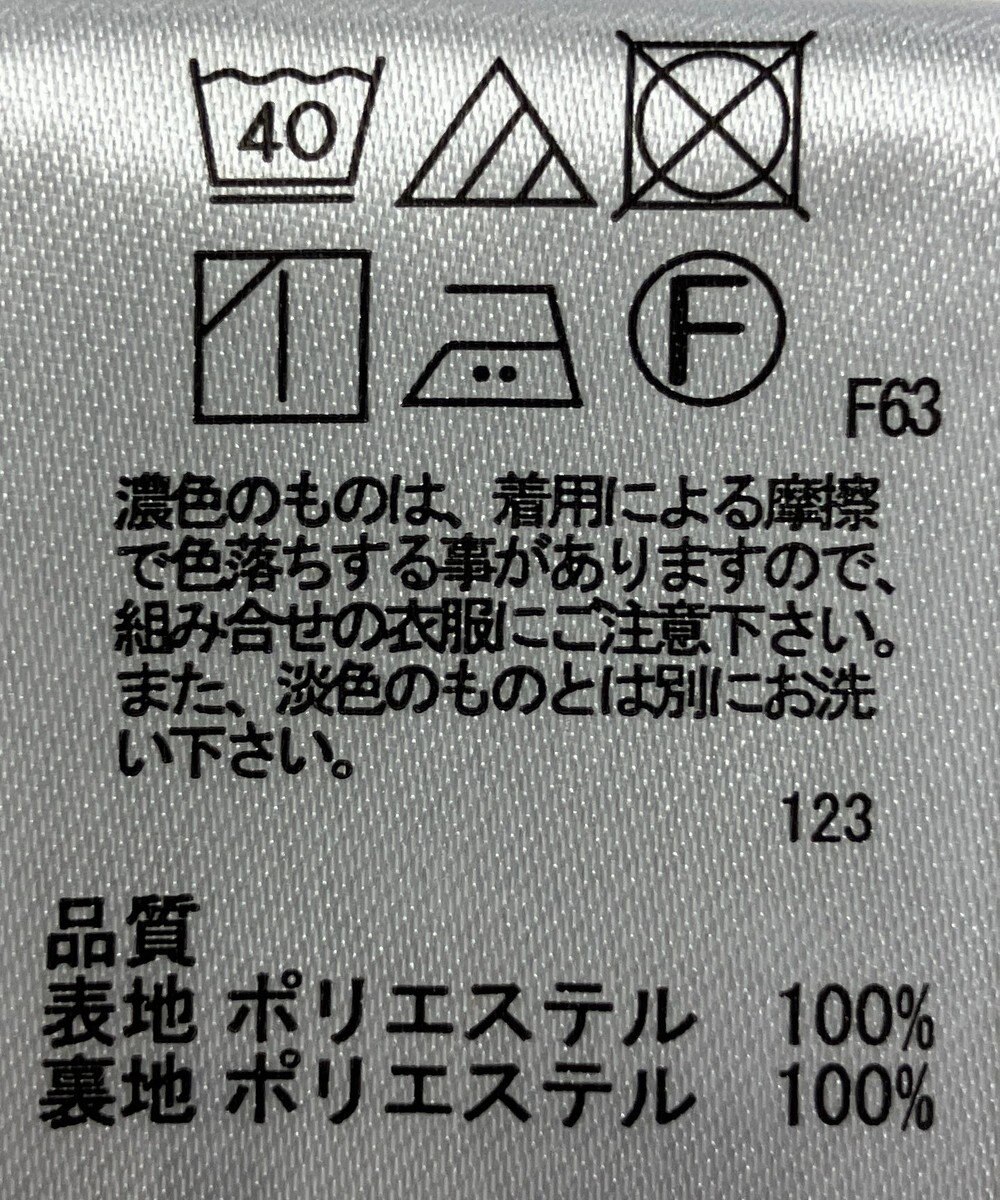 40
F
F63
濃色のものは、着用による摩擦
で色落ちする事がありますので、
組み合せの衣服にご注意下さい。
また、淡色のものとは別にお洗
い下さい。
123
品質
表地 ポリエステル 100%
裏地 ポリエステル 100%